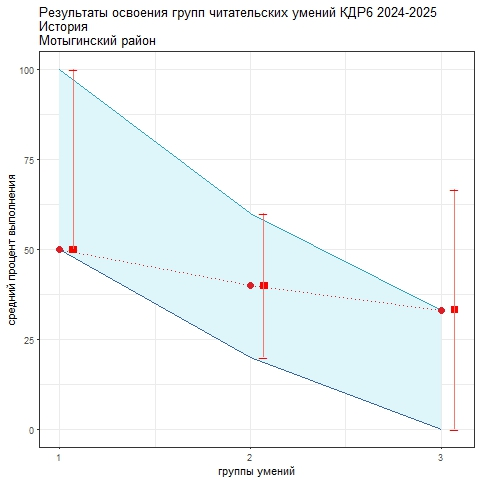 Результаты освоения групп читательских умений КДР6 2024-2025
История
Мотыгинский район
100
75
50
25
0
средний процент выполнения
1
2
3
группы умений